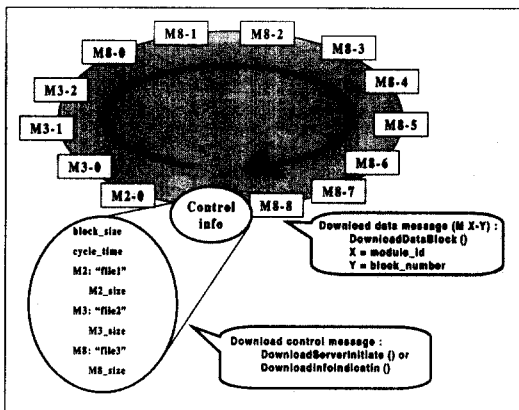 M8-1
M8-2
M8-0
M8-3
M3-2
M8-4
M3-1
M8-5
M3-0
M8-6
M2-0
M8-7
Control
info
M8-8
block_size
cycle_time
M2: "file1"
M2_size
M3: "file2"
M3_size
M8: "file3"
M8_size
Download data message (M X-Y) :
DownloadDataBlock ()
X = module_id
Y = block_number
Download control message :
DownloadServerInitiate () or
DownloadInfoIndicatin ()